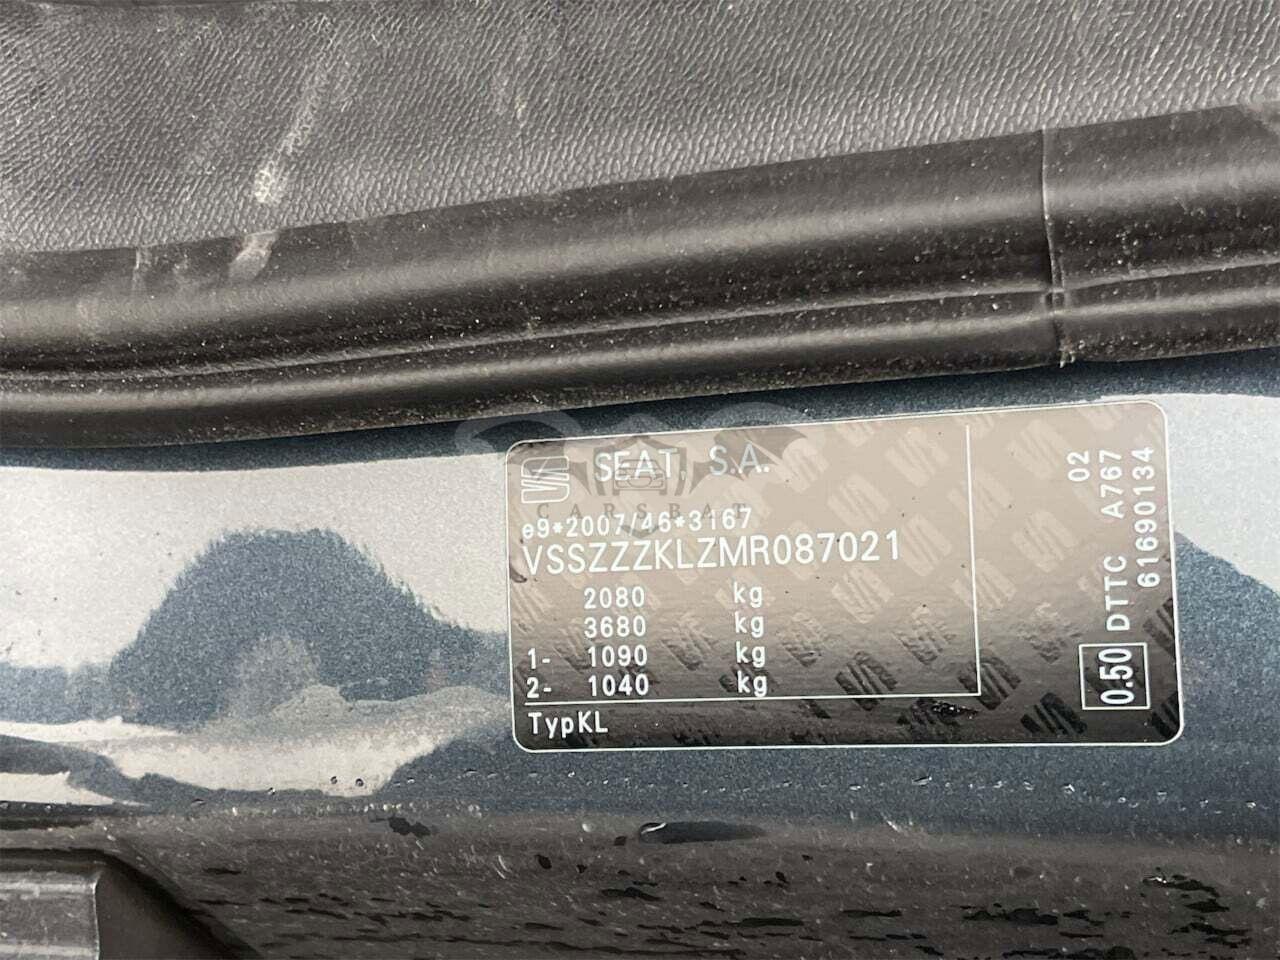 SEAT, S.A.
CARSBAT
e9*2007/46*3167
VSSZZZKLZMR087021
2080 kg
3680 kg
1- 1090 kg
2- 1040 kg
TypKL
02
0.50 DTTC A767
61690134